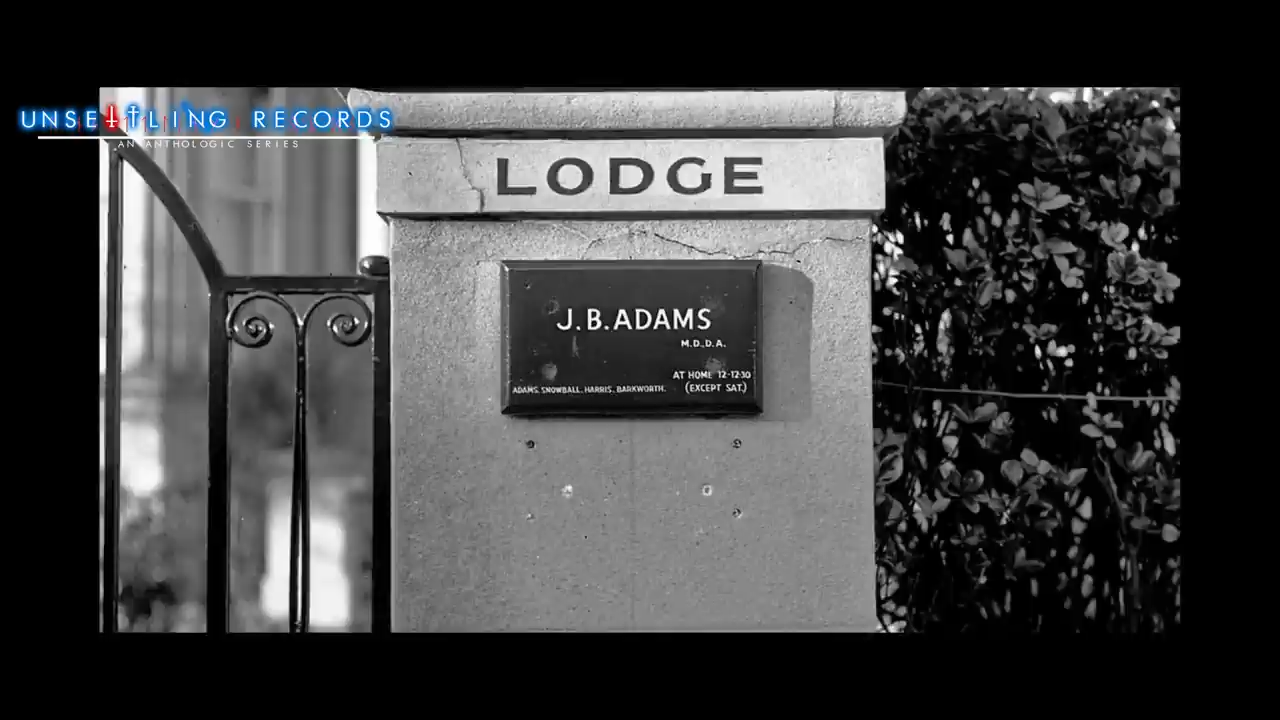 UNSETTLING RECORDS
AN ANTHOLOGIC SERIES
LODGE
J.B.ADAMS
M.D.,D.A.
AT HOME 12-12.30
ADAMS, SNOWBALL, HARRIS, BARKWORTH.
(EXCEPT SAT.)